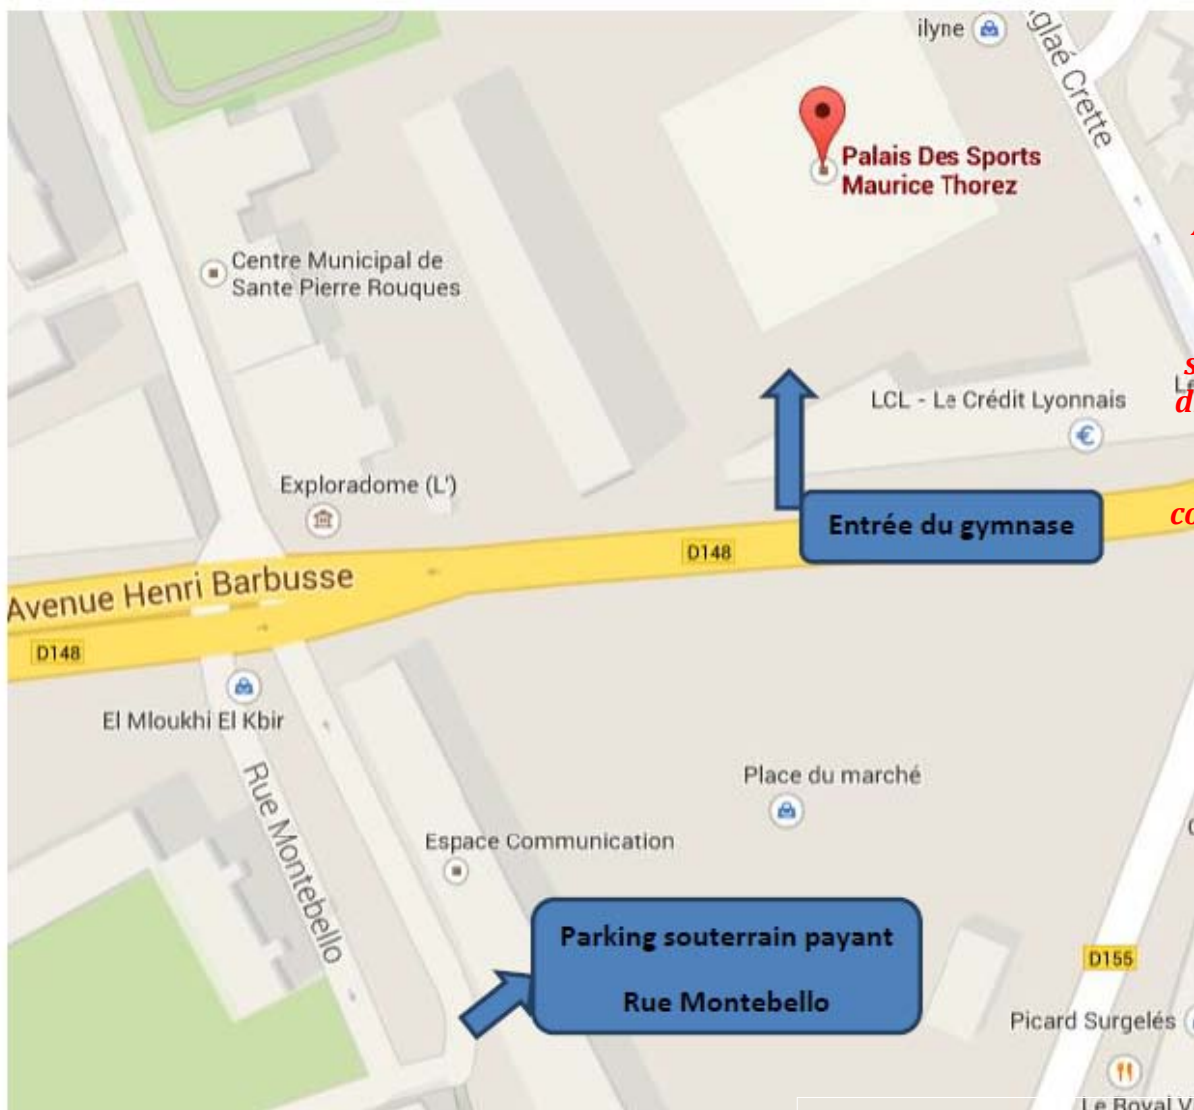 ilyne
glaé Crette
Palais Des Sports
Maurice Thorez
Centre Municipal de
Sante Pierre Rouques
LCL - Le Crédit Lyonnais
Exploradome (L')
Entrée du gymnase
D148
Avenue Henri Barbusse
D148
El Mloukhi El Kbir
Rue Montebello
Place du marché
Espace Communication
Parking souterrain payant
Rue Montebello
D155
Picard Surgelés
Le Royal V